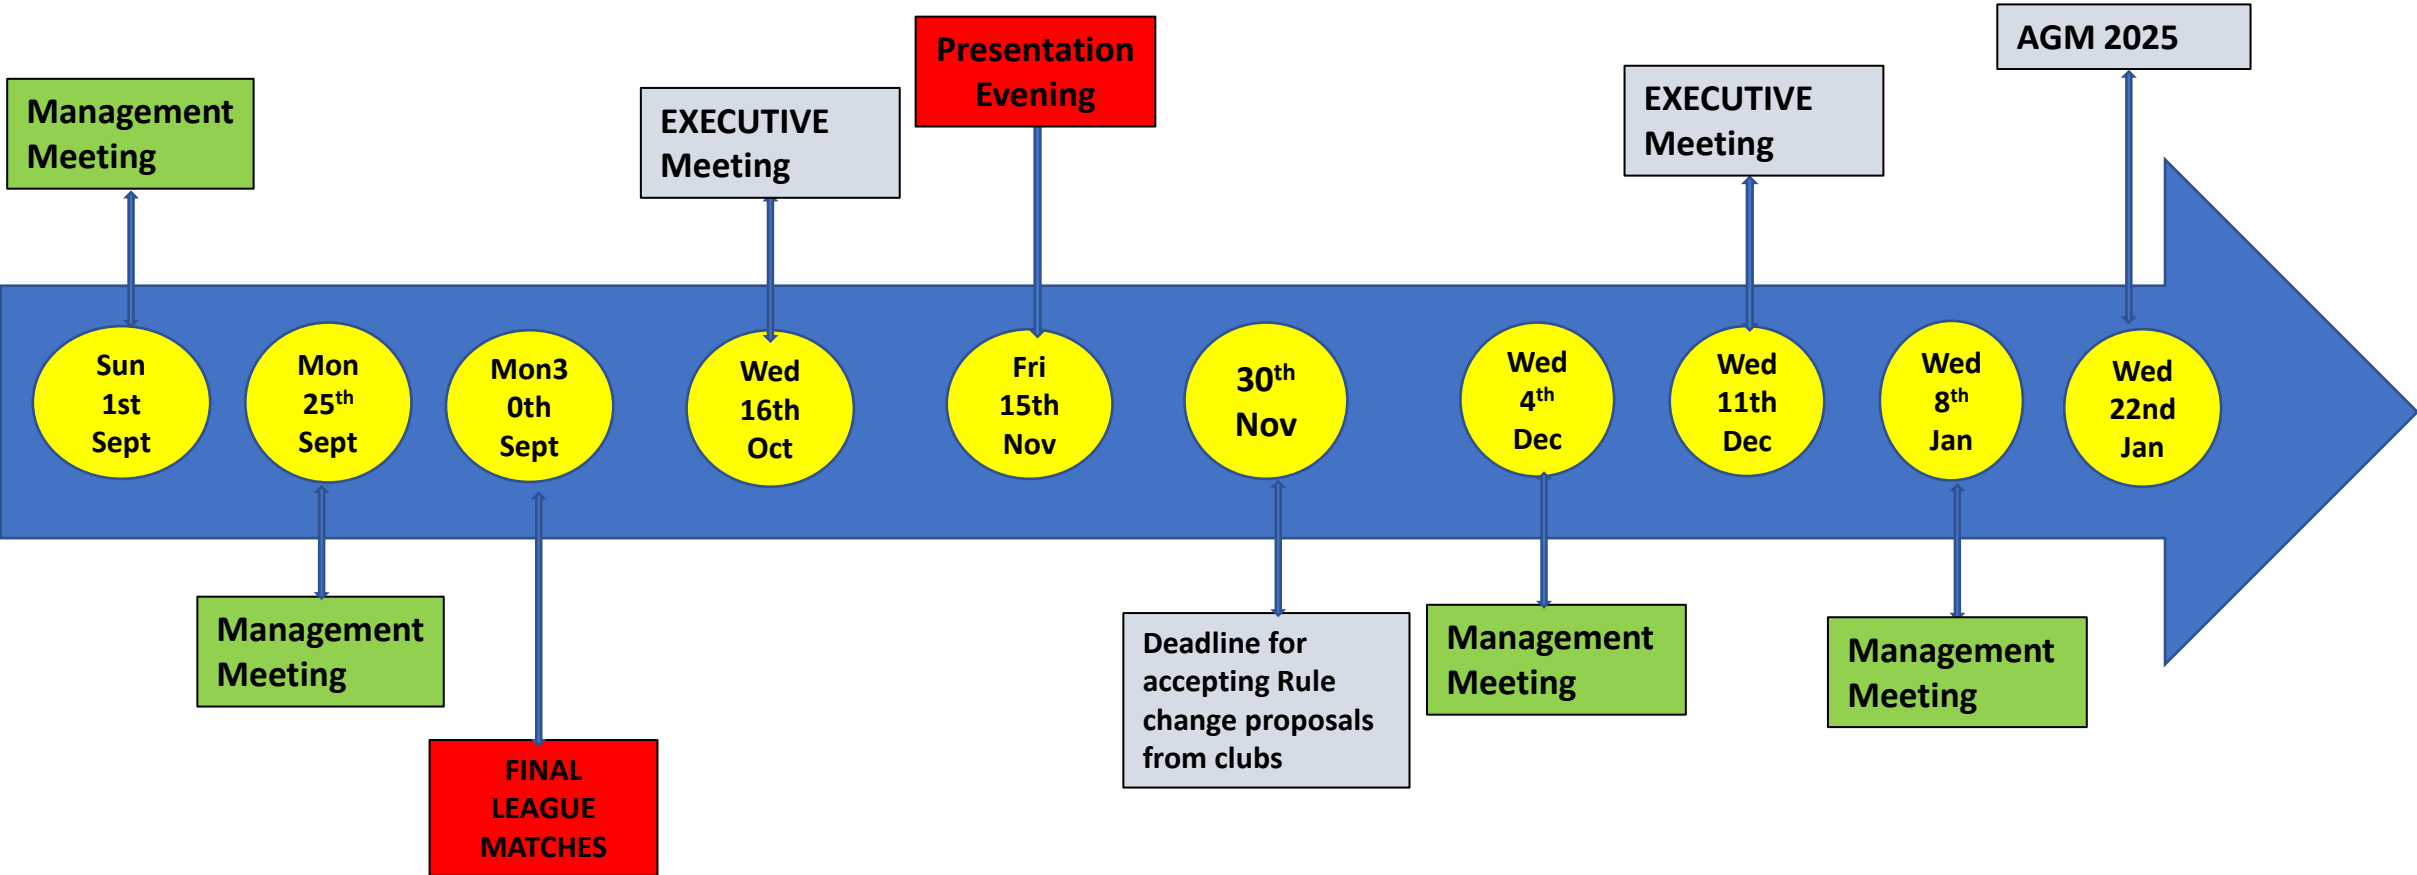 Presentation
Evening
AGM 2025
Management
Meeting
EXECUTIVE
Meeting
EXECUTIVE
Meeting
Sun
1st
Sept
Mon
25th
Sept
Mon3
0th
Sept
Wed
16th
Oct
Fri
15th
Nov
30th
Nov
Wed
4th
Dec
Wed
11th
Dec
Wed
8th
Jan
Wed
22nd
Jan
Management
Meeting
FINAL
LEAGUE
MATCHES
Deadline for
accepting Rule
change proposals
from clubs
Management
Meeting
Management
Meeting